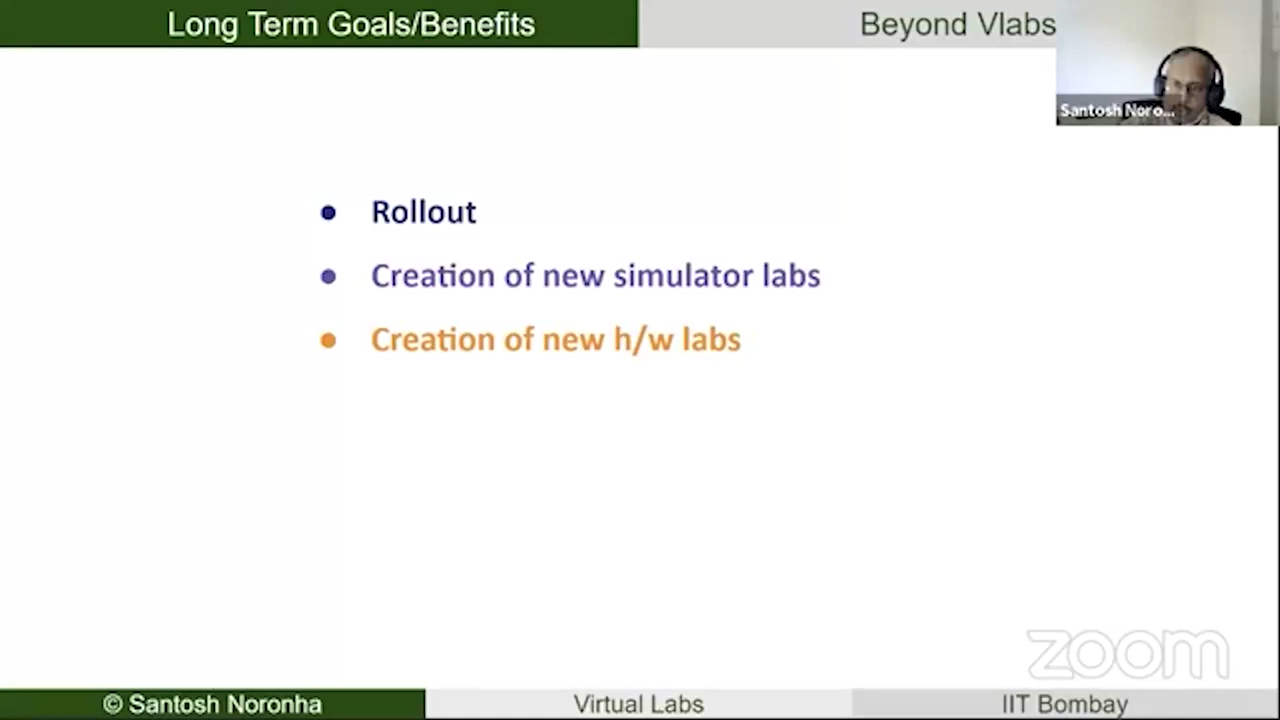 Long Term Goals/Benefits
Beyond Vlabs
Santosh Noro...
• Rollout
• Creation of new simulator labs
• Creation of new h/w labs
zoom
© Santosh Noronha
Virtual Labs
IIT Bombay